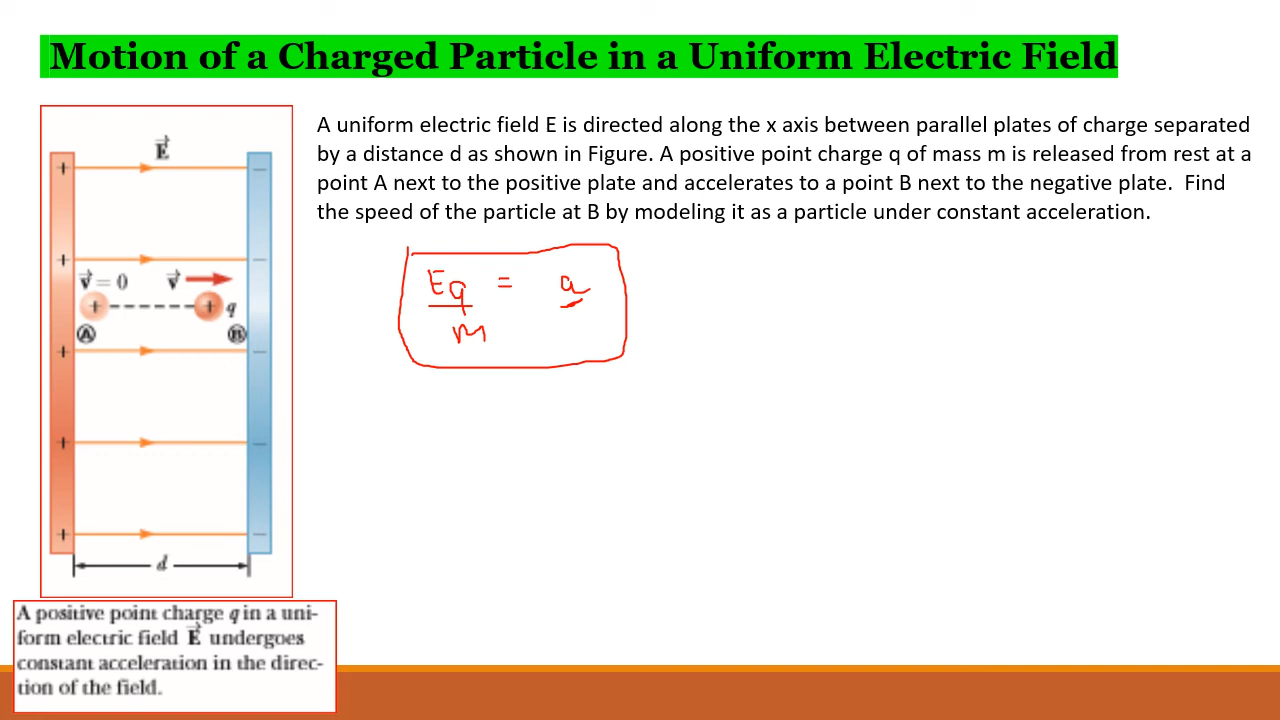 Motion of a Charged Particle in a Uniform Electric Field
A uniform electric field E is directed along the x axis between parallel plates of charge separated
by a distance d as shown in Figure. A positive point charge q of mass m is released from rest at a
point A next to the positive plate and accelerates to a point B next to the negative plate. Find
the speed of the particle at B by modeling it as a particle under constant acceleration.
E⃗
+ −
+ −
v⃗ = 0 v⃗
+ + q
A B
+ −
+ −
+ −
d
Eq = a
m
A positive point charge q in a uni-
form electric field E⃗ undergoes
constant acceleration in the direc-
tion of the field.